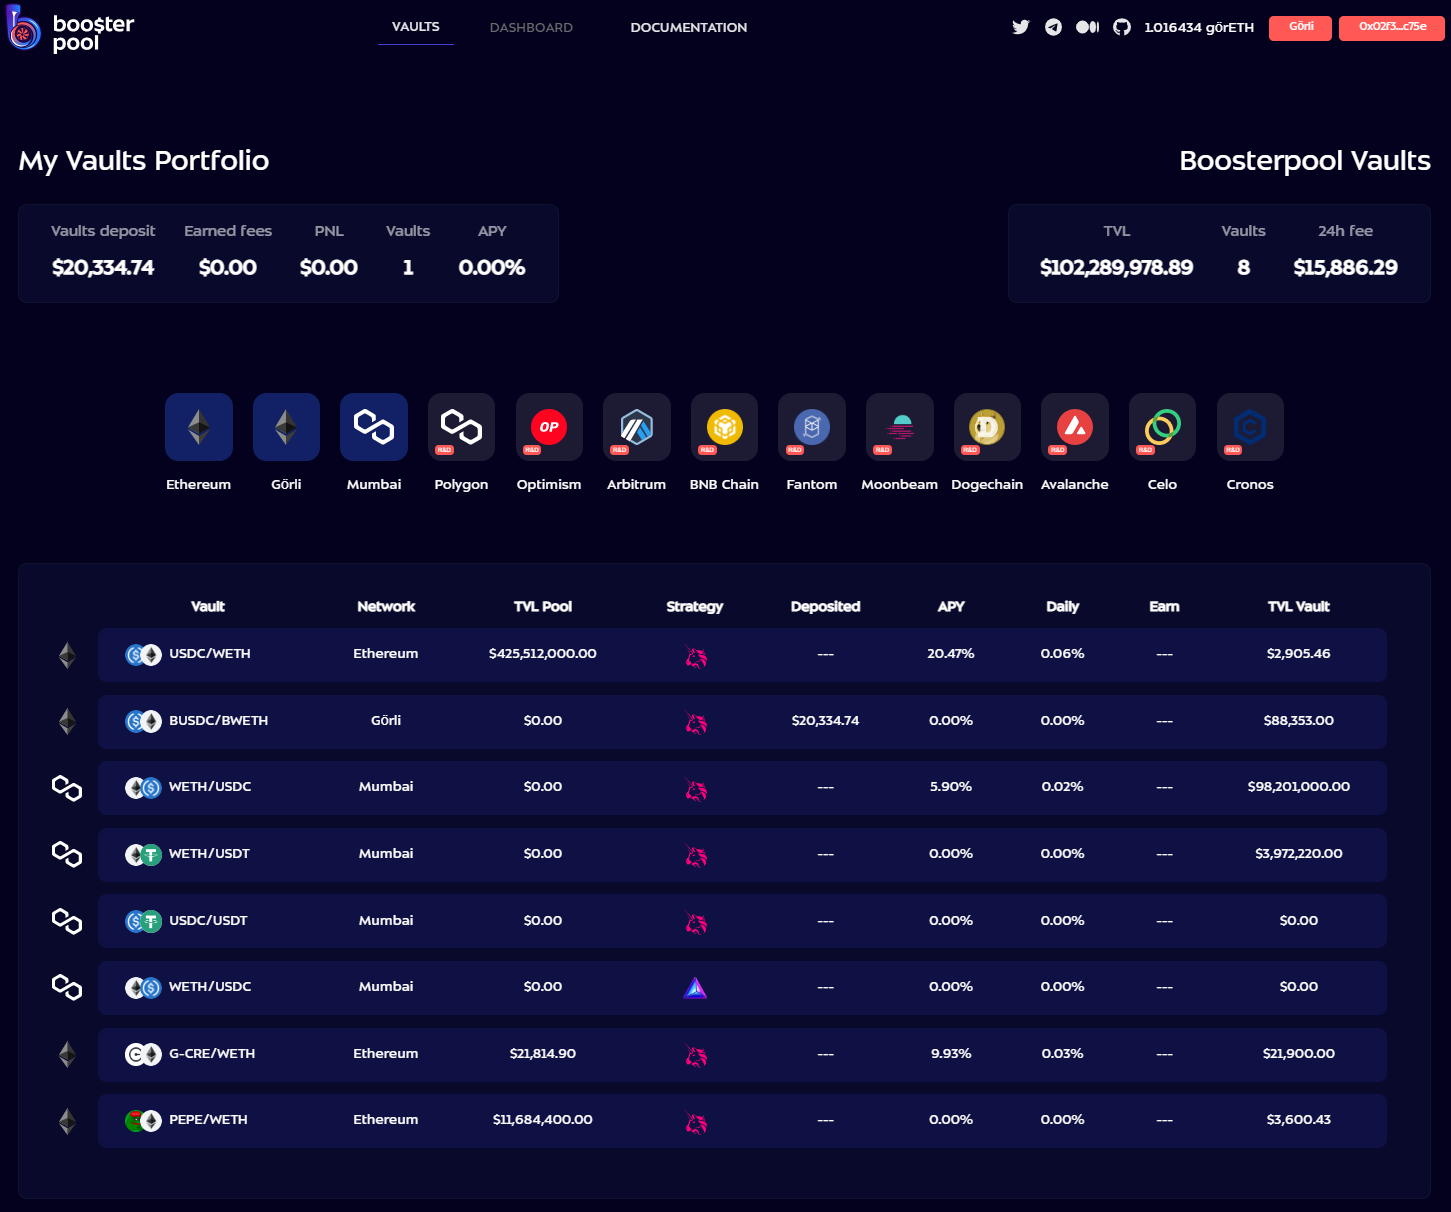 booster
pool
VAULTS DASHBOARD DOCUMENTATION 1.016434 görETH Görli 0x02f3...c75e
My Vaults Portfolio Boosterpool Vaults
Vaults deposit Earned fees PNL Vaults APY TVL Vaults 24h fee
$20,334.74 $0.00 $0.00 1 0.00% $102,289,978.89 8 $15,886.29
OP
R&D R&D R&D R&D R&D R&D R&D R&D R&D R&D
Ethereum Görli Mumbai Polygon Optimism Arbitrum BNB Chain Fantom Moonbeam Dogechain Avalanche Celo Cronos
Vault Network TVL Pool Strategy Deposited APY Daily Earn TVL Vault
USDC/WETH Ethereum $425,512,000.00 --- 20.47% 0.06% --- $2,905.46
BUSDC/BWETH Görli $0.00 $20,334.74 0.00% 0.00% --- $88,353.00
WETH/USDC Mumbai $0.00 --- 5.90% 0.02% --- $98,201,000.00
WETH/USDT Mumbai $0.00 --- 0.00% 0.00% --- $3,972,220.00
USDC/USDT Mumbai $0.00 --- 0.00% 0.00% --- $0.00
WETH/USDC Mumbai $0.00 --- 0.00% 0.00% --- $0.00
G-CRE/WETH Ethereum $21,814.90 --- 9.93% 0.03% --- $21,900.00
PEPE/WETH Ethereum $11,684,400.00 --- 0.00% 0.00% --- $3,600.43